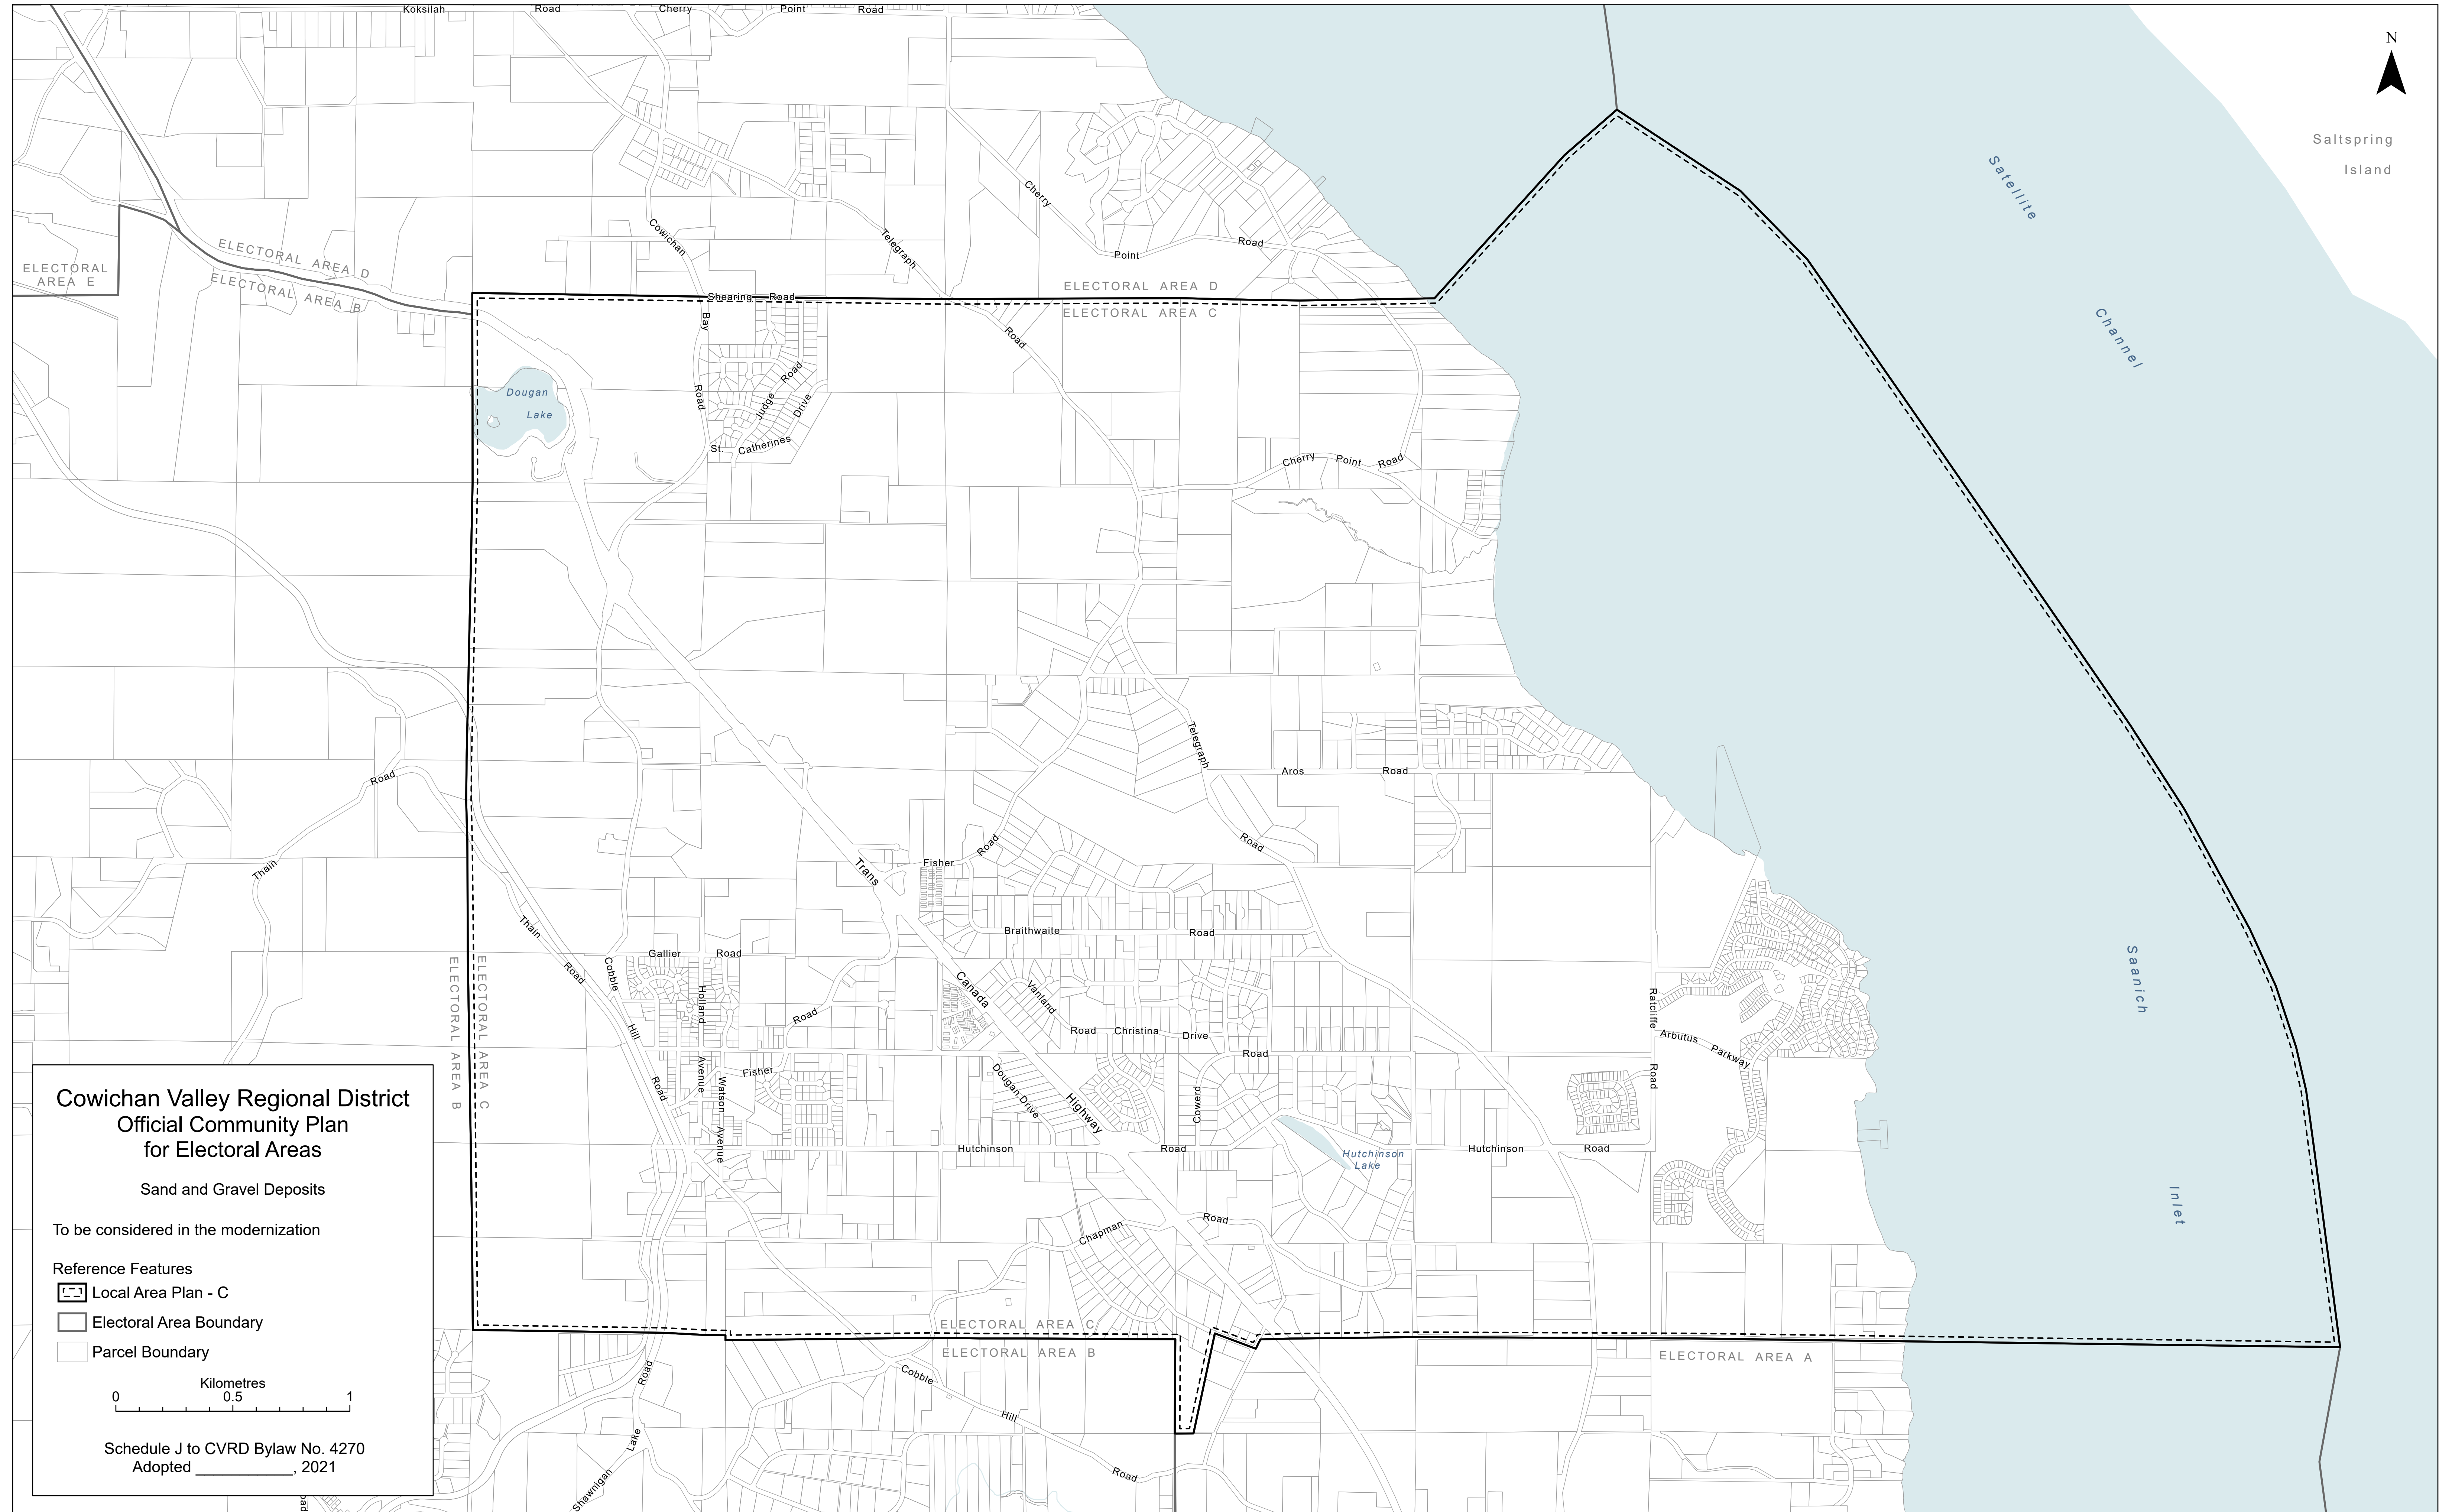 Koksilah Road Cherry Point Road
N
Saltspring
Island
Satellite
Channel
Cherry
Point
Road
Cowichan
Telegraph
ELECTORAL AREA D
ELECTORAL AREA B
ELECTORAL
AREA E
Shearing Road
ELECTORAL AREA D
ELECTORAL AREA C
Bay
Road
Road
Judge
Road
Drive
St. Catherines
Dougan
Lake
Cherry Point Road
Telegraph
Road
Aros Road
Thain
Road
Trans
Canada
Highway
Fisher
Road
Braithwaite Road
Thain
Road
Gallier Road
Cobble
Hill
Road
Holland
Avenue
Road
Fisher
Watson
Avenue
Vanland
Road
Christina Drive
Road
Cowerd
Dougan Drive
Ratcliffe
Road
Arbutus Parkway
Saanich
Inlet
Hutchinson Road
Hutchinson
Lake
Hutchinson Road
Chapman
Road
ELECTORAL AREA B
ELECTORAL AREA C
ELECTORAL AREA C
ELECTORAL AREA B
ELECTORAL AREA A
Cobble
Hill
Road
Road
Lake
Shawnigan
Cowichan Valley Regional District
Official Community Plan
for Electoral Areas
Sand and Gravel Deposits
To be considered in the modernization
Reference Features
Local Area Plan - C
Electoral Area Boundary
Parcel Boundary
Kilometres
0 0.5 1
Schedule J to CVRD Bylaw No. 4270
Adopted ____________, 2021